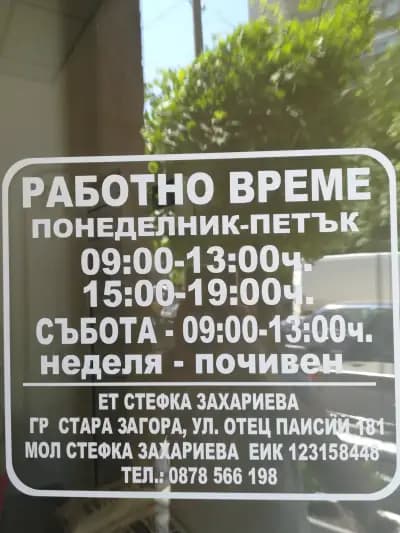 РАБОТНО ВРЕМЕ
ПОНЕДЕЛНИК-ПЕТЪК
09:00-13:00ч.
15:00-19:00ч.
СЪБОТА - 09:00-13:00ч.
неделя - почивен
ЕТ СТЕФКА ЗАХАРИЕВА
ГР СТАРА ЗАГОРА, УЛ. ОТЕЦ ПАИСИЙ 181
МОЛ СТЕФКА ЗАХАРИЕВА ЕИК 123158448
ТЕЛ.: 0878 566 198